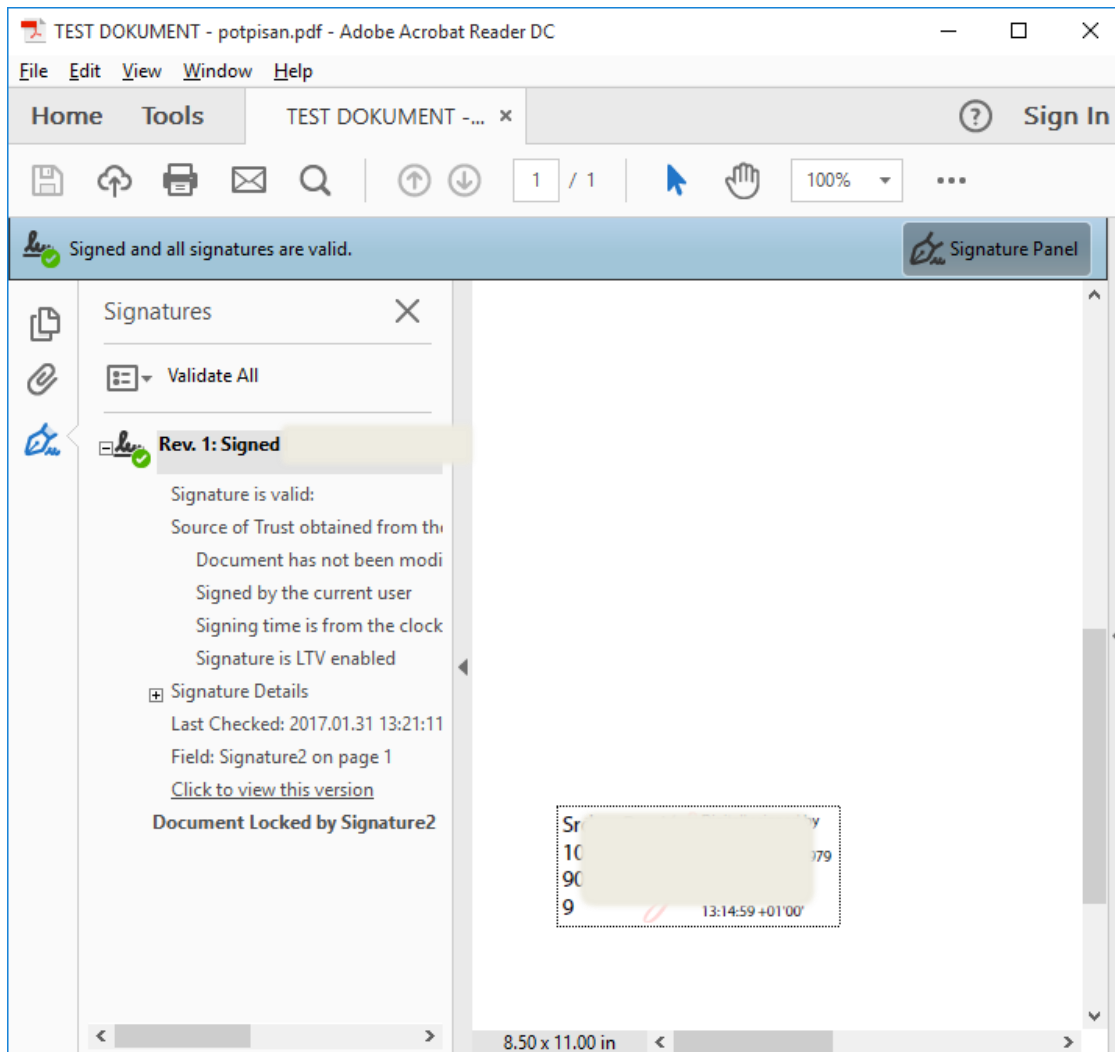 TEST DOKUMENT - potpisan.pdf - Adobe Acrobat Reader DC
File Edit View Window Help
Home Tools TEST DOKUMENT -... × ? Sign In
1 / 1 100%
Signed and all signatures are valid. Signature Panel
Signatures
Validate All
Rev. 1: Signed
Signature is valid:
Source of Trust obtained from the
Document has not been modi
Signed by the current user
Signing time is from the clock
Signature is LTV enabled
Signature Details
Last Checked: 2017.01.31 13:21:11
Field: Signature2 on page 1
Click to view this version
Document Locked by Signature2
10 979
90
9 13:14:59 +01'00'
8.50 x 11.00 in